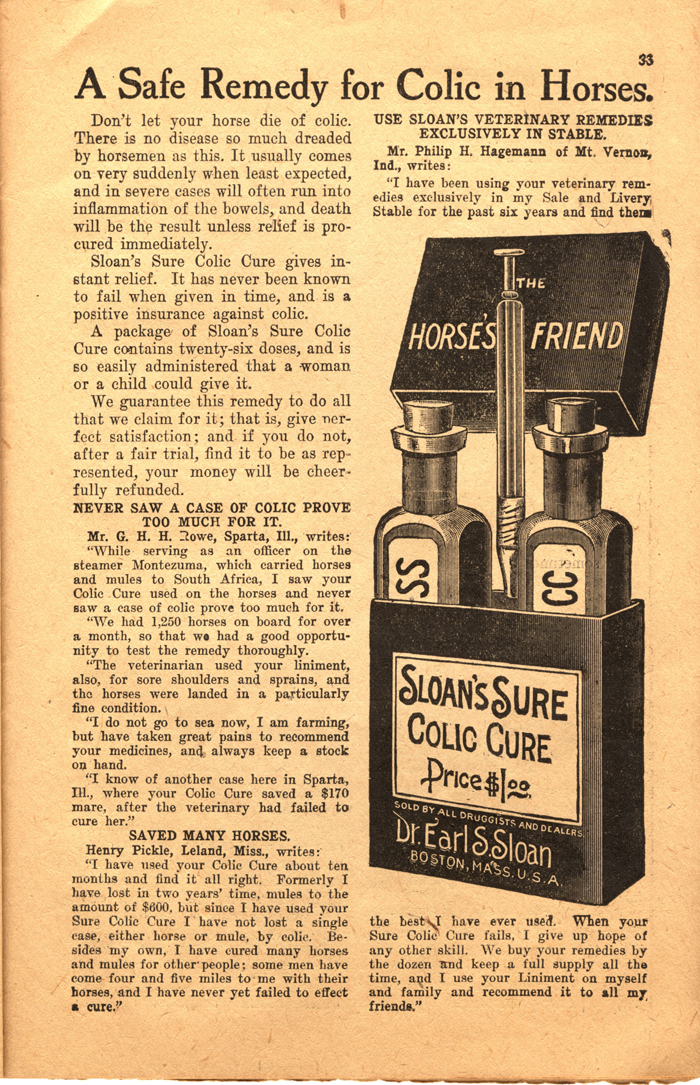 33
A Safe Remedy for Colic in Horses.
Don't let your horse die of colic.
There is no disease so much dreaded
by horsemen as this. It usually comes
on very suddenly when least expected,
and in severe cases will often run into
inflammation of the bowels, and death
will be the result unless relief is pro-
cured immediately.
Sloan's Sure Colic Cure gives in-
stant relief. It has never been known
to fail when given in time, and is a
positive insurance against colic.
A package of Sloan's Sure Colic
Cure contains twenty-six doses, and is
so easily administered that a woman
or a child could give it.
We guarantee this remedy to do all
that we claim for it; that is, give per-
fect satisfaction; and if you do not,
after a fair trial, find it to be as rep-
resented, your money will be cheer-
fully refunded.
NEVER SAW A CASE OF COLIC PROVE
TOO MUCH FOR IT.
Mr. G. H. H. Rowe, Sparta, Ill., writes:
"While serving as an officer on the
steamer Montezuma, which carried horses
and mules to South Africa, I saw your
Colic Cure used on the horses and never
saw a case of colic prove too much for it.
"We had 1,250 horses on board for over
a month, so that we had a good opportu-
nity to test the remedy thoroughly.
"The veterinarian used your liniment,
also, for sore shoulders and sprains, and
the horses were landed in a particularly
fine condition.
"I do not go to sea now, I am farming,
but have taken great pains to recommend
your medicines, and always keep a stock
on hand.
"I know of another case here in Sparta,
Ill., where your Colic Cure saved a $170
mare, after the veterinary had failed to
cure her."
SAVED MANY HORSES.
Henry Pickle, Leland, Miss., writes:
"I have used your Colic Cure about ten
months and find it all right. Formerly I
have lost in two years' time, mules to the
amount of $600, but since I have used your
Sure Colic Cure I have not lost a single
case, either horse or mule, by colic. Be-
sides my own, I have cured many horses
and mules for other people; some men have
come four and five miles to me with their
horses, and I have never yet failed to effect
a cure."
USE SLOAN'S VETERINARY REMEDIES
EXCLUSIVELY IN STABLE.
Mr. Philip H. Hagemann of Mt. Vernon,
Ind., writes:
"I have been using your veterinary rem-
edies exclusively in my Sale and Livery
Stable for the past six years and find them
THE
HORSE'S FRIEND
SS
CC
SLOAN'S SURE
COLIC CURE
Price $1.00.
SOLD BY ALL DRUGGISTS AND DEALERS.
Dr. Earl S. Sloan
BOSTON, MASS. U.S.A.
the best I have ever used. When your
Sure Colic Cure fails, I give up hope of
any other skill. We buy your remedies by
the dozen and keep a full supply all the
time, and I use your Liniment on myself
and family and recommend it to all my
friends."